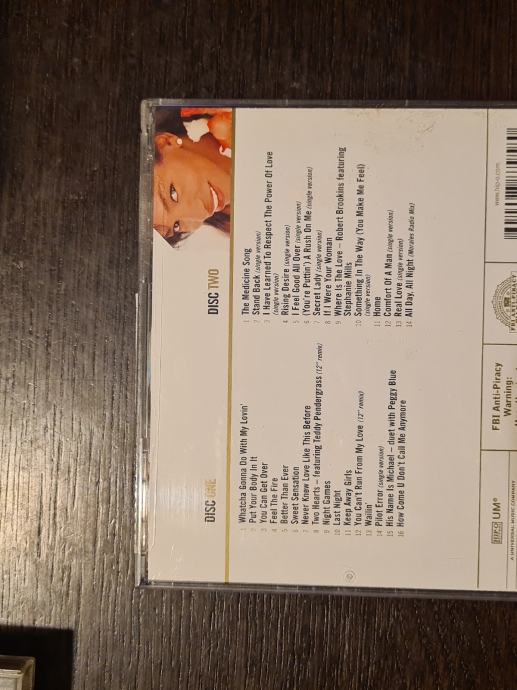 DISC ONE
1 Whatcha Gonna Do With My Lovin'
2 Put Your Body In It
3 You Can Get Over
4 Feel The Fire
5 Better Than Ever
6 Sweet Sensation
7 Never Knew Love Like This Before
8 Two Hearts – featuring Teddy Pendergrass (12" remix)
9 Night Games
10 Last Night
11 Keep Away Girls
12 You Can't Run From My Love (12" remix)
13 Wailin'
14 Pilot Error (single version)
15 His Name Is Michael – duet with Peggy Blue
16 How Come U Don't Call Me Anymore
DISC TWO
1 The Medicine Song
2 Stand Back (single version)
3 I Have Learned To Respect The Power Of Love
(single version)
4 Rising Desire (single version)
5 I Feel Good All Over (single version)
6 (You're Puttin') A Rush On Me (single version)
7 Secret Lady (single version)
8 If I Were Your Woman
9 Where Is The Love – Robert Brookins featuring
Stephanie Mills
10 Something In The Way (You Make Me Feel)
(single version)
11 Home
12 Comfort Of A Man (single version)
13 Real Love (single version)
14 All Day, All Night (Morales Radio Mix)
HIP-O UMe
A UNIVERSAL MUSIC COMPANY
FBI Anti-Piracy
Warning:
www.hip-o.com